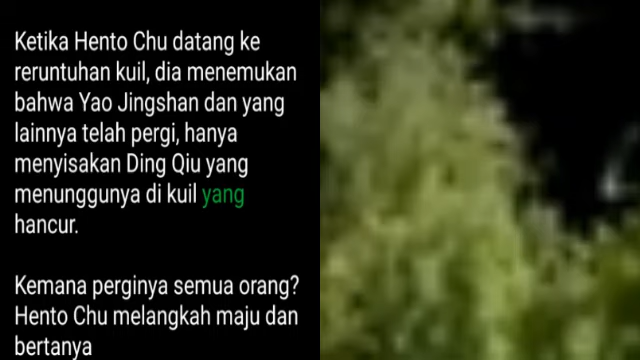 Ketika Hento Chu datang ke
reruntuhan kuil, dia menemukan
bahwa Yao Jingshan dan yang
lainnya telah pergi, hanya
menyisakan Ding Qiu yang
menunggunya di kuil yang
hancur.
Kemana perginya semua orang?
Hento Chu melangkah maju dan
bertanya